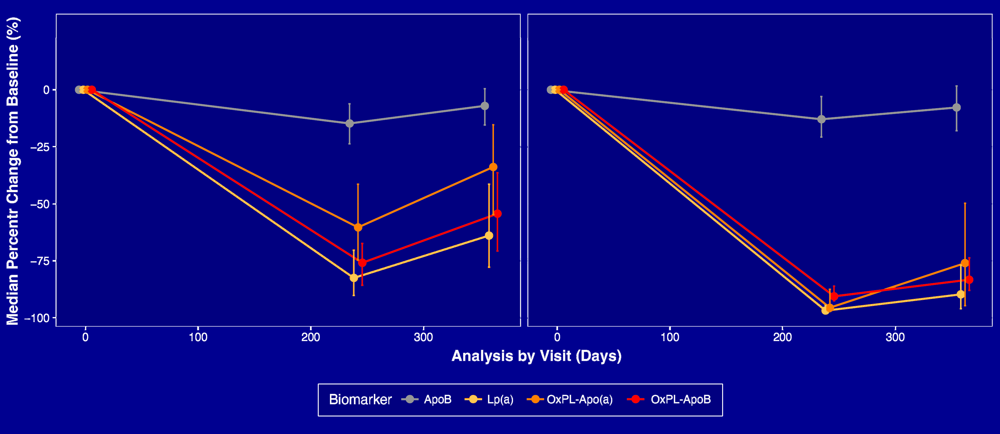 Median Percentr Change from Baseline (%)
0
−25
−50
−75
−100
0 100 200 300
0 100 200 300
Analysis by Visit (Days)
Biomarker ApoB Lp(a) OxPL-Apo(a) OxPL-ApoB